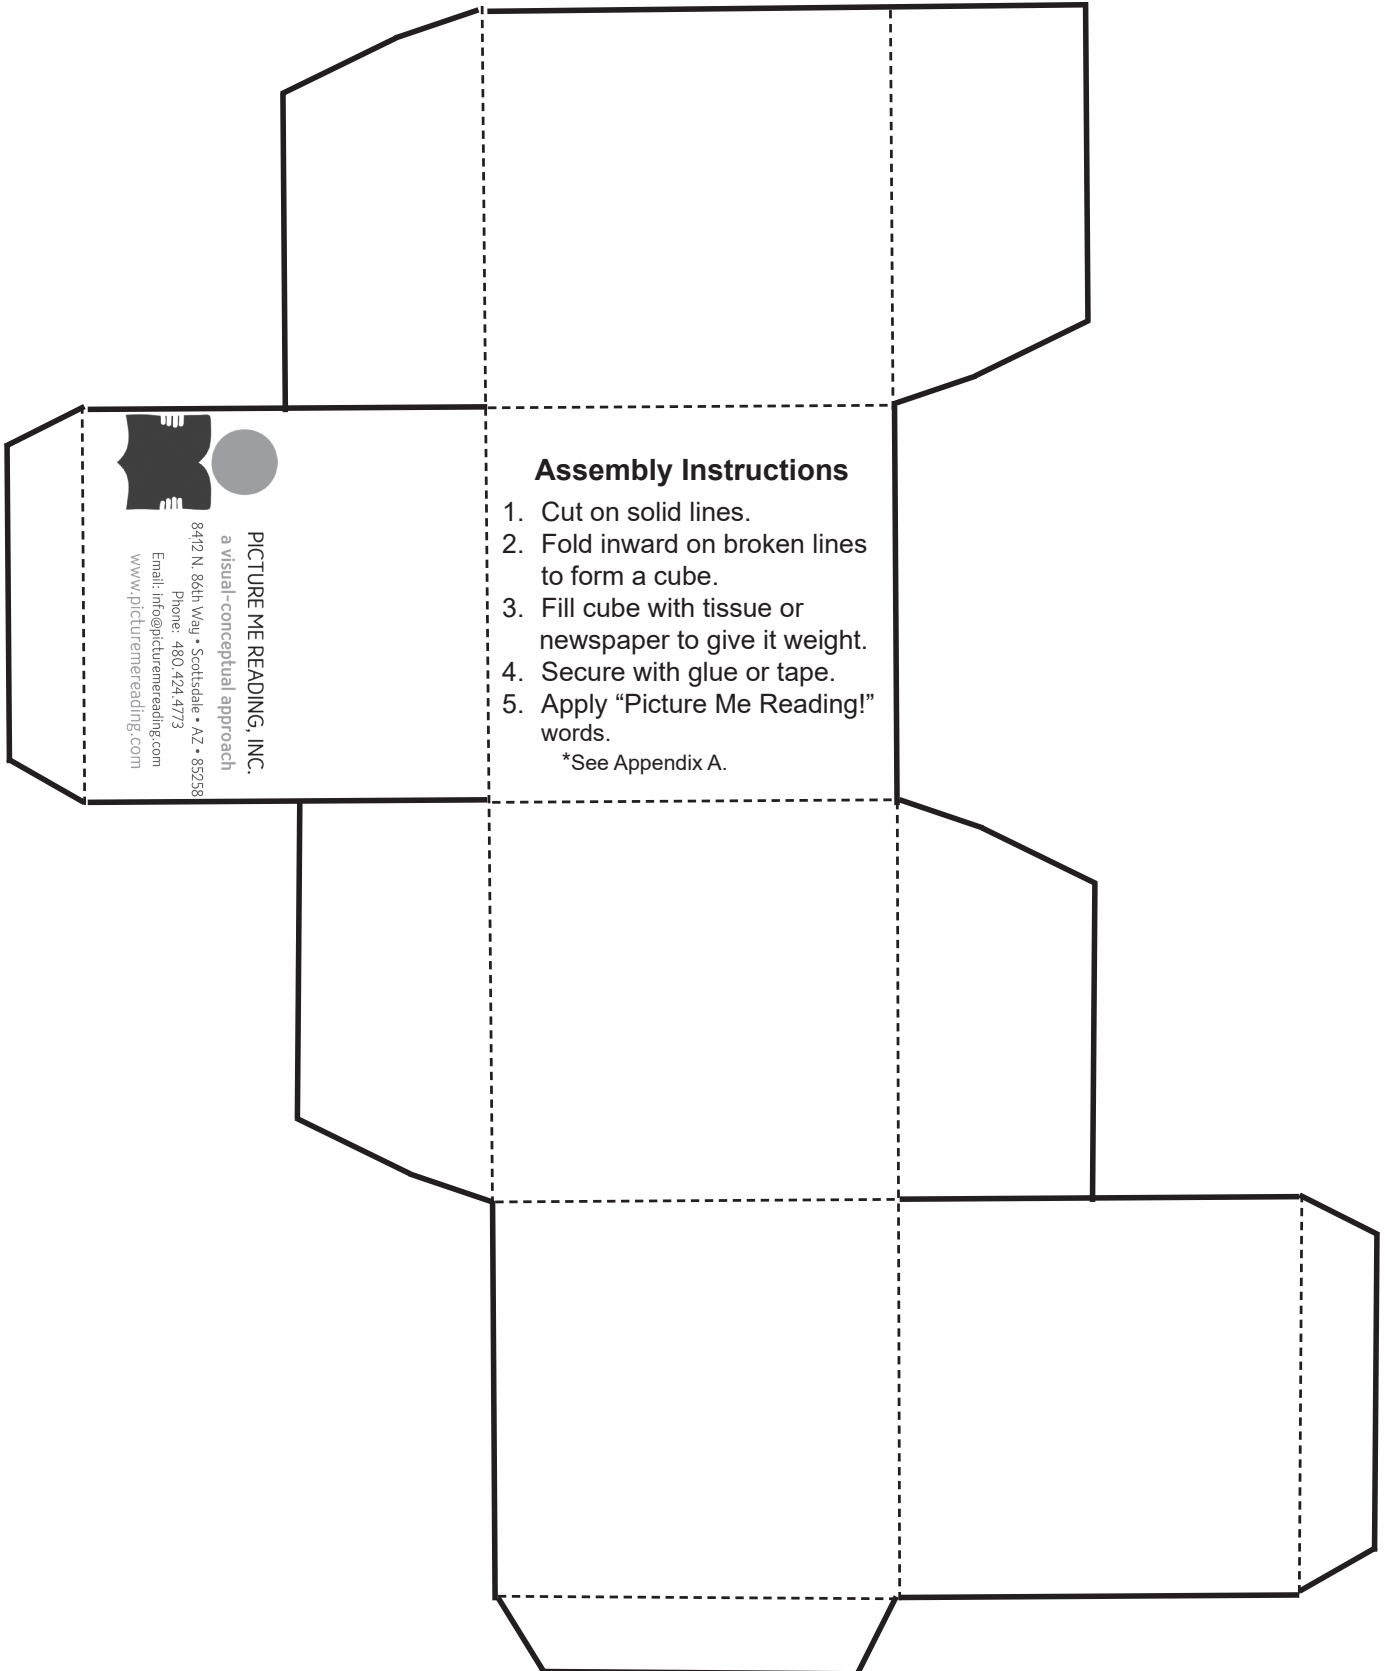 Assembly Instructions
1. Cut on solid lines.
2. Fold inward on broken lines
to form a cube.
3. Fill cube with tissue or
newspaper to give it weight.
4. Secure with glue or tape.
5. Apply “Picture Me Reading!”
words.
*See Appendix A.
PICTURE ME READING, INC.
a visual-conceptual approach
8412 N. 86th Way • Scottsdale • AZ • 85258
Phone: 480.424.4773
Email: info@picturemereading.com
www.picturemereading.com